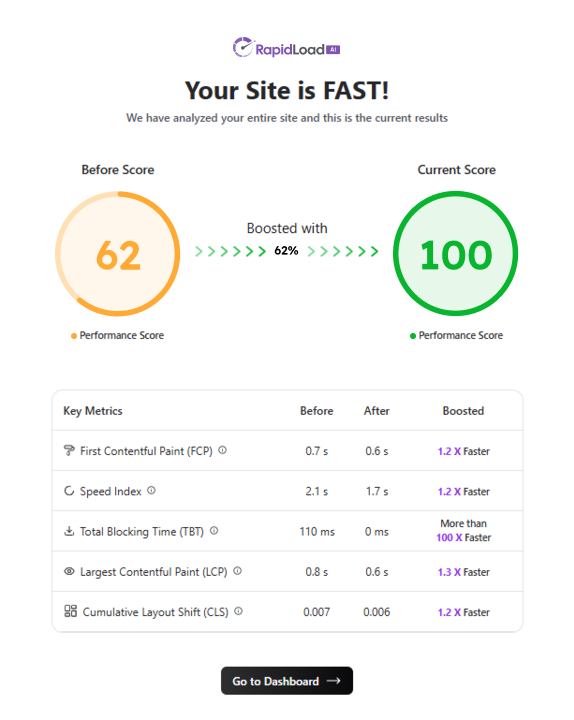 RapidLoad AI
Your Site is FAST!
We have analyzed your entire site and this is the current results
Before Score
Current Score
62
Boosted with
62%
100
Performance Score
Performance Score
Key Metrics Before After Boosted
First Contentful Paint (FCP) 0.7 s 0.6 s 1.2 X Faster
Speed Index 2.1 s 1.7 s 1.2 X Faster
Total Blocking Time (TBT) 110 ms 0 ms More than
100 X Faster
Largest Contentful Paint (LCP) 0.8 s 0.6 s 1.3 X Faster
Cumulative Layout Shift (CLS) 0.007 0.006 1.2 X Faster
Go to Dashboard